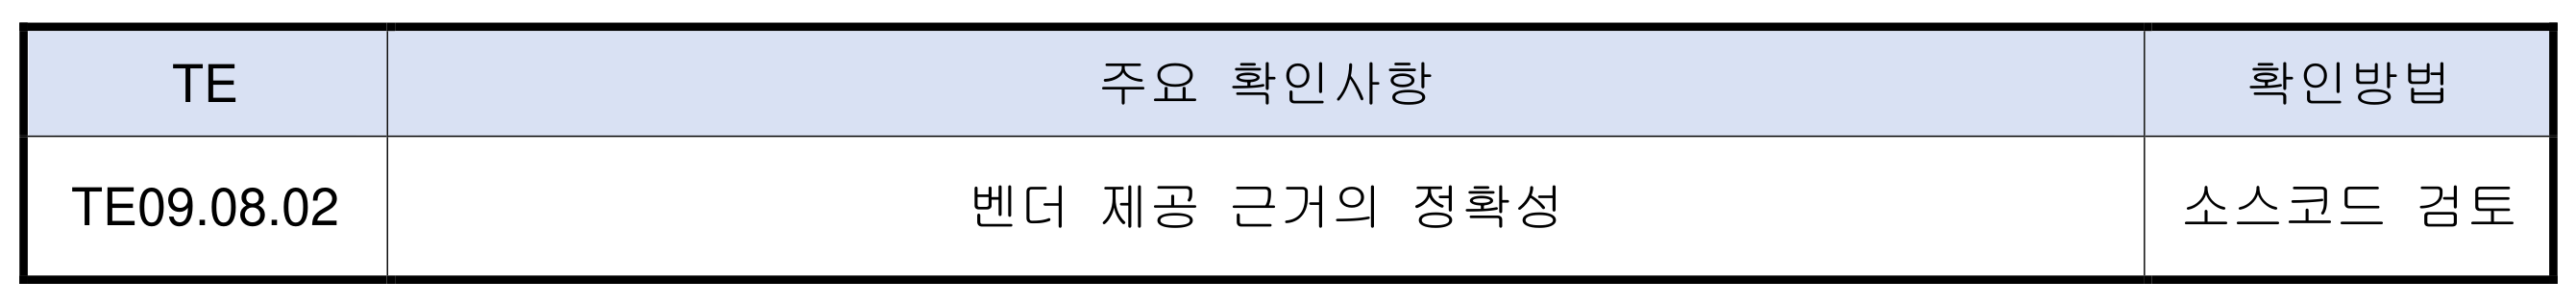 TE 주요 확인사항 확인방법
TE09.08.02 벤더 제공 근거의 정확성 소스코드 검토